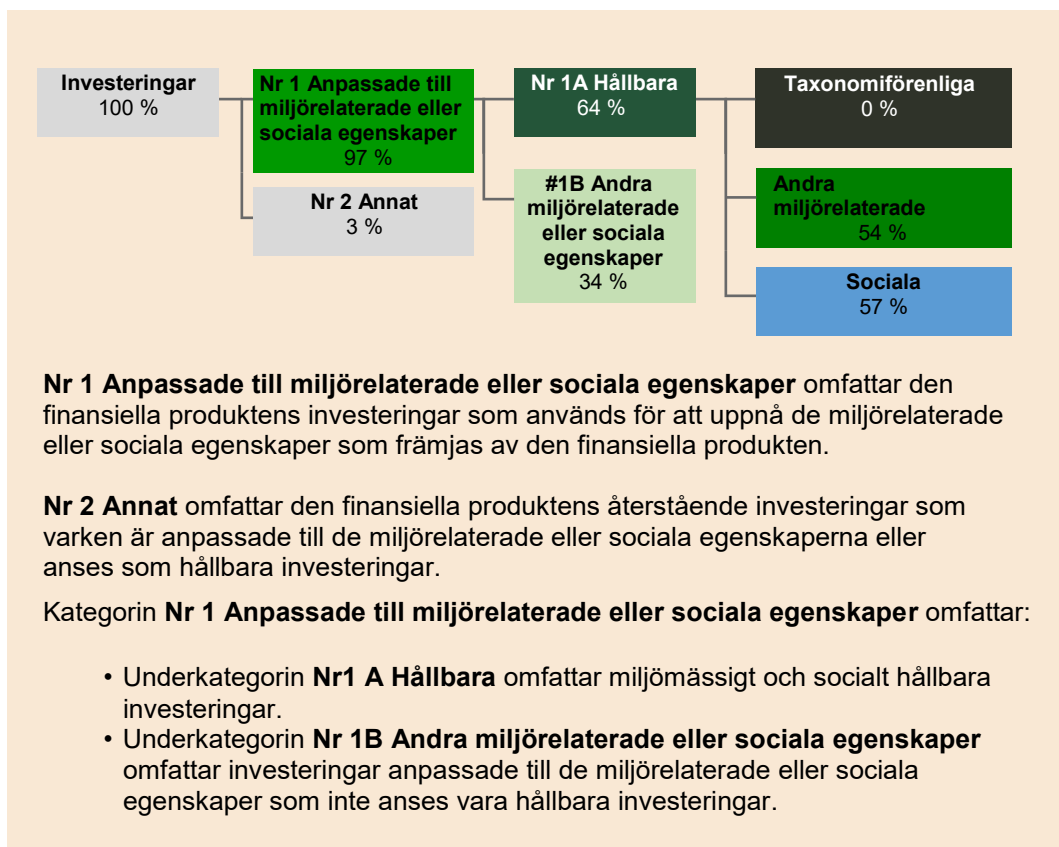 Investeringar
100 %
Nr 1 Anpassade till
miljörelaterade eller
sociala egenskaper
97 %
Nr 2 Annat
3 %
Nr 1A Hållbara
64 %
#1B Andra
miljörelaterade
eller sociala
egenskaper
34 %
Taxonomiförenliga
0 %
Andra
miljörelaterade
54 %
Sociala
57 %
Nr 1 Anpassade till miljörelaterade eller sociala egenskaper omfattar den
finansiella produktens investeringar som används för att uppnå de miljörelaterade
eller sociala egenskaper som främjas av den finansiella produkten.
Nr 2 Annat omfattar den finansiella produktens återstående investeringar som
varken är anpassade till de miljörelaterade eller sociala egenskaperna eller
anses som hållbara investeringar.
Kategorin Nr 1 Anpassade till miljörelaterade eller sociala egenskaper omfattar:
• Underkategorin Nr1 A Hållbara omfattar miljömässigt och socialt hållbara
investeringar.
• Underkategorin Nr 1B Andra miljörelaterade eller sociala egenskaper
omfattar investeringar anpassade till de miljörelaterade eller sociala
egenskaper som inte anses vara hållbara investeringar.